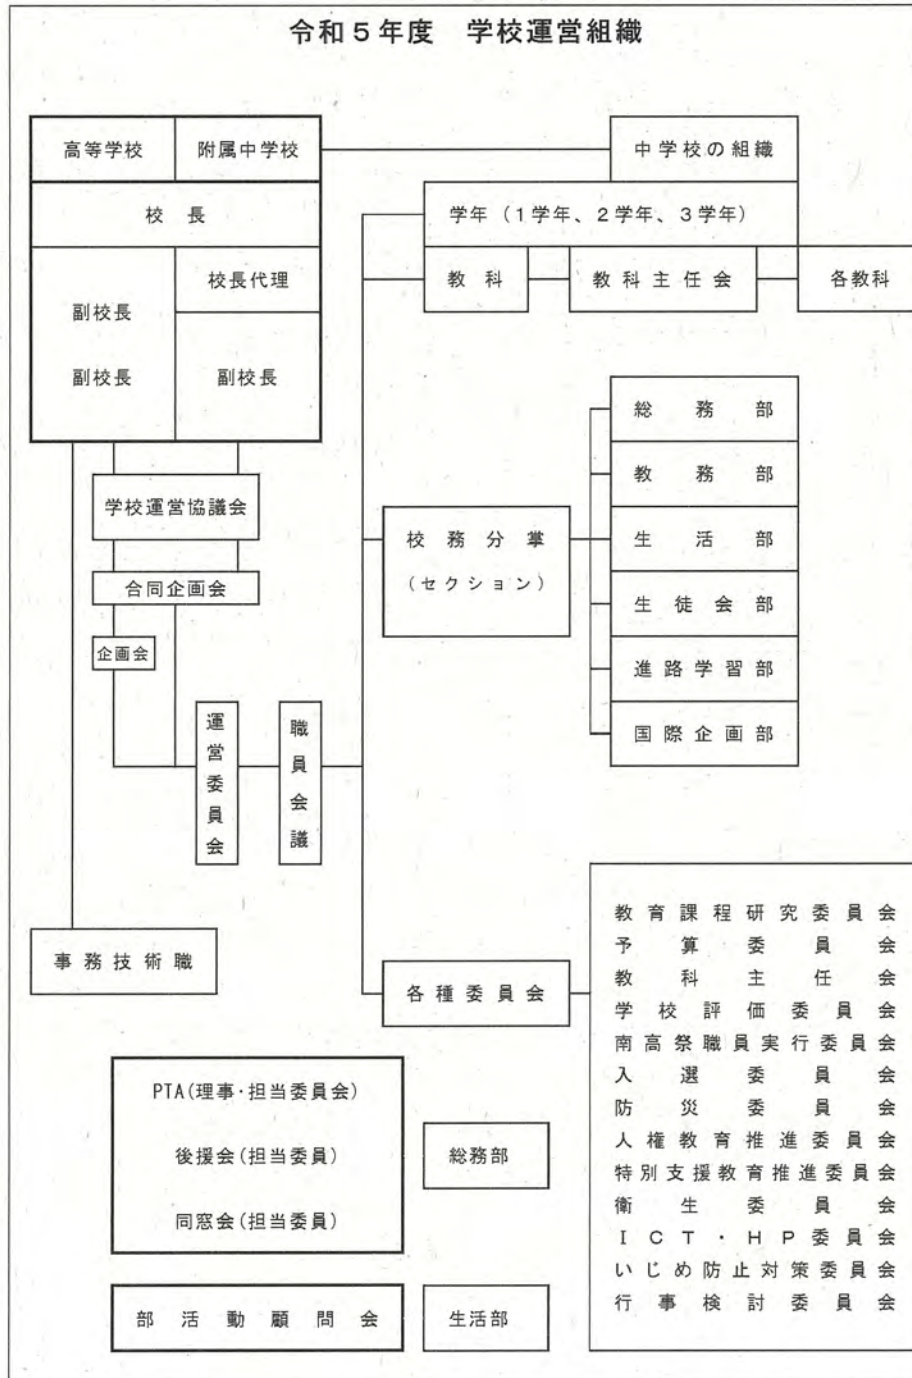 令和5年度　学校運営組織
高等学校
附属中学校
中学校の組織
校長
学年（1学年、2学年、3学年）
校長代理
教科
教科主任会
各教科
副校長
副校長
副校長
総務部
教務部
学校運営協議会
校務分掌
（セクション）
生活部
合同企画会
生徒会部
企画会
進路学習部
国際企画部
運営委員会
職員会議
事務技術職
各種委員会
教育課程研究委員会
予算委員会
教科主任会
学校評価委員会
南高祭職員実行委員会
入選委員会
防災委員会
人権教育推進委員会
特別支援教育推進委員会
衛生委員会
ICT・HP委員会
いじめ防止対策委員会
行事検討委員会
PTA(理事･担当委員会)
後援会(担当委員)
同窓会(担当委員)
総務部
部活動顧問会
生活部